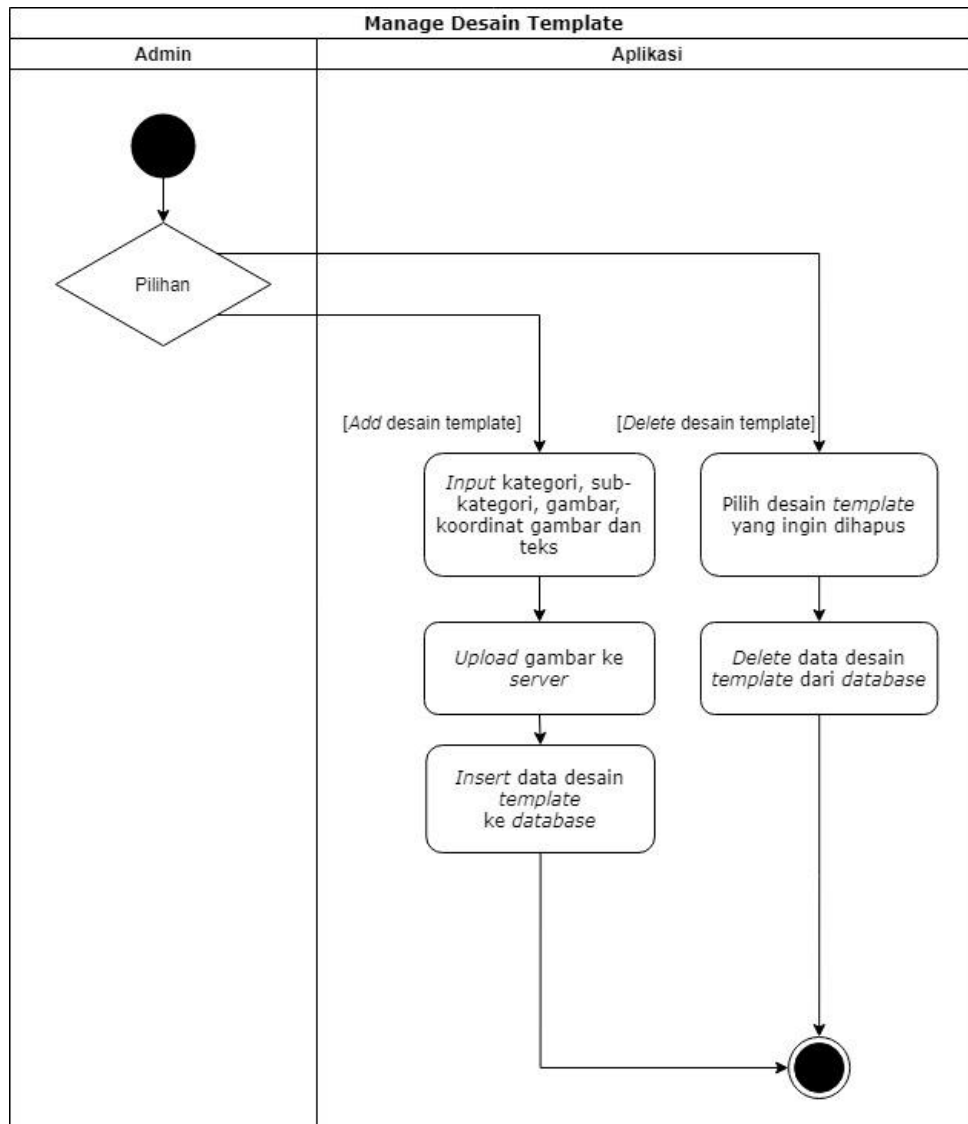 Manage Desain Template
Admin
Aplikasi
Pilihan
[Add desain template]
[Delete desain template]
Input kategori, sub-
kategori, gambar,
koordinat gambar dan
teks
Pilih desain template
yang ingin dihapus
Upload gambar ke
server
Delete data desain
template dari database
Insert data desain
template
ke database